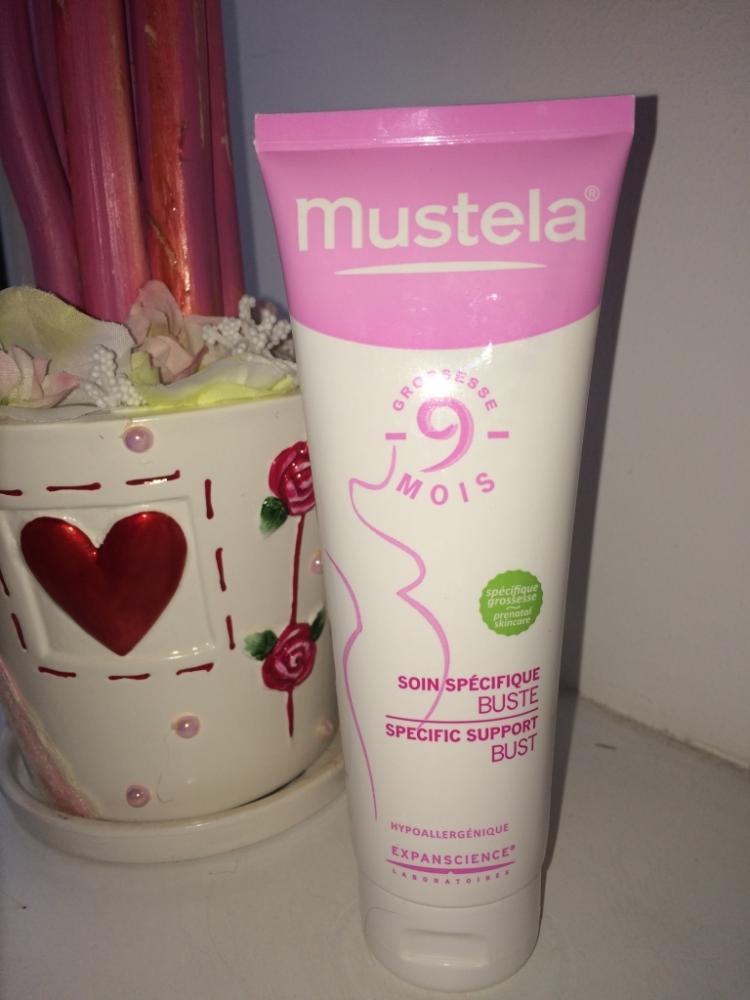 mustela®
GROSSESSE
9
MOIS
spécifique
grossesse
prenatal
skincare
SOIN SPÉCIFIQUE
BUSTE
SPECIFIC SUPPORT
BUST
HYPOALLERGÉNIQUE
EXPANSCIENCE®
LABORATOIRES